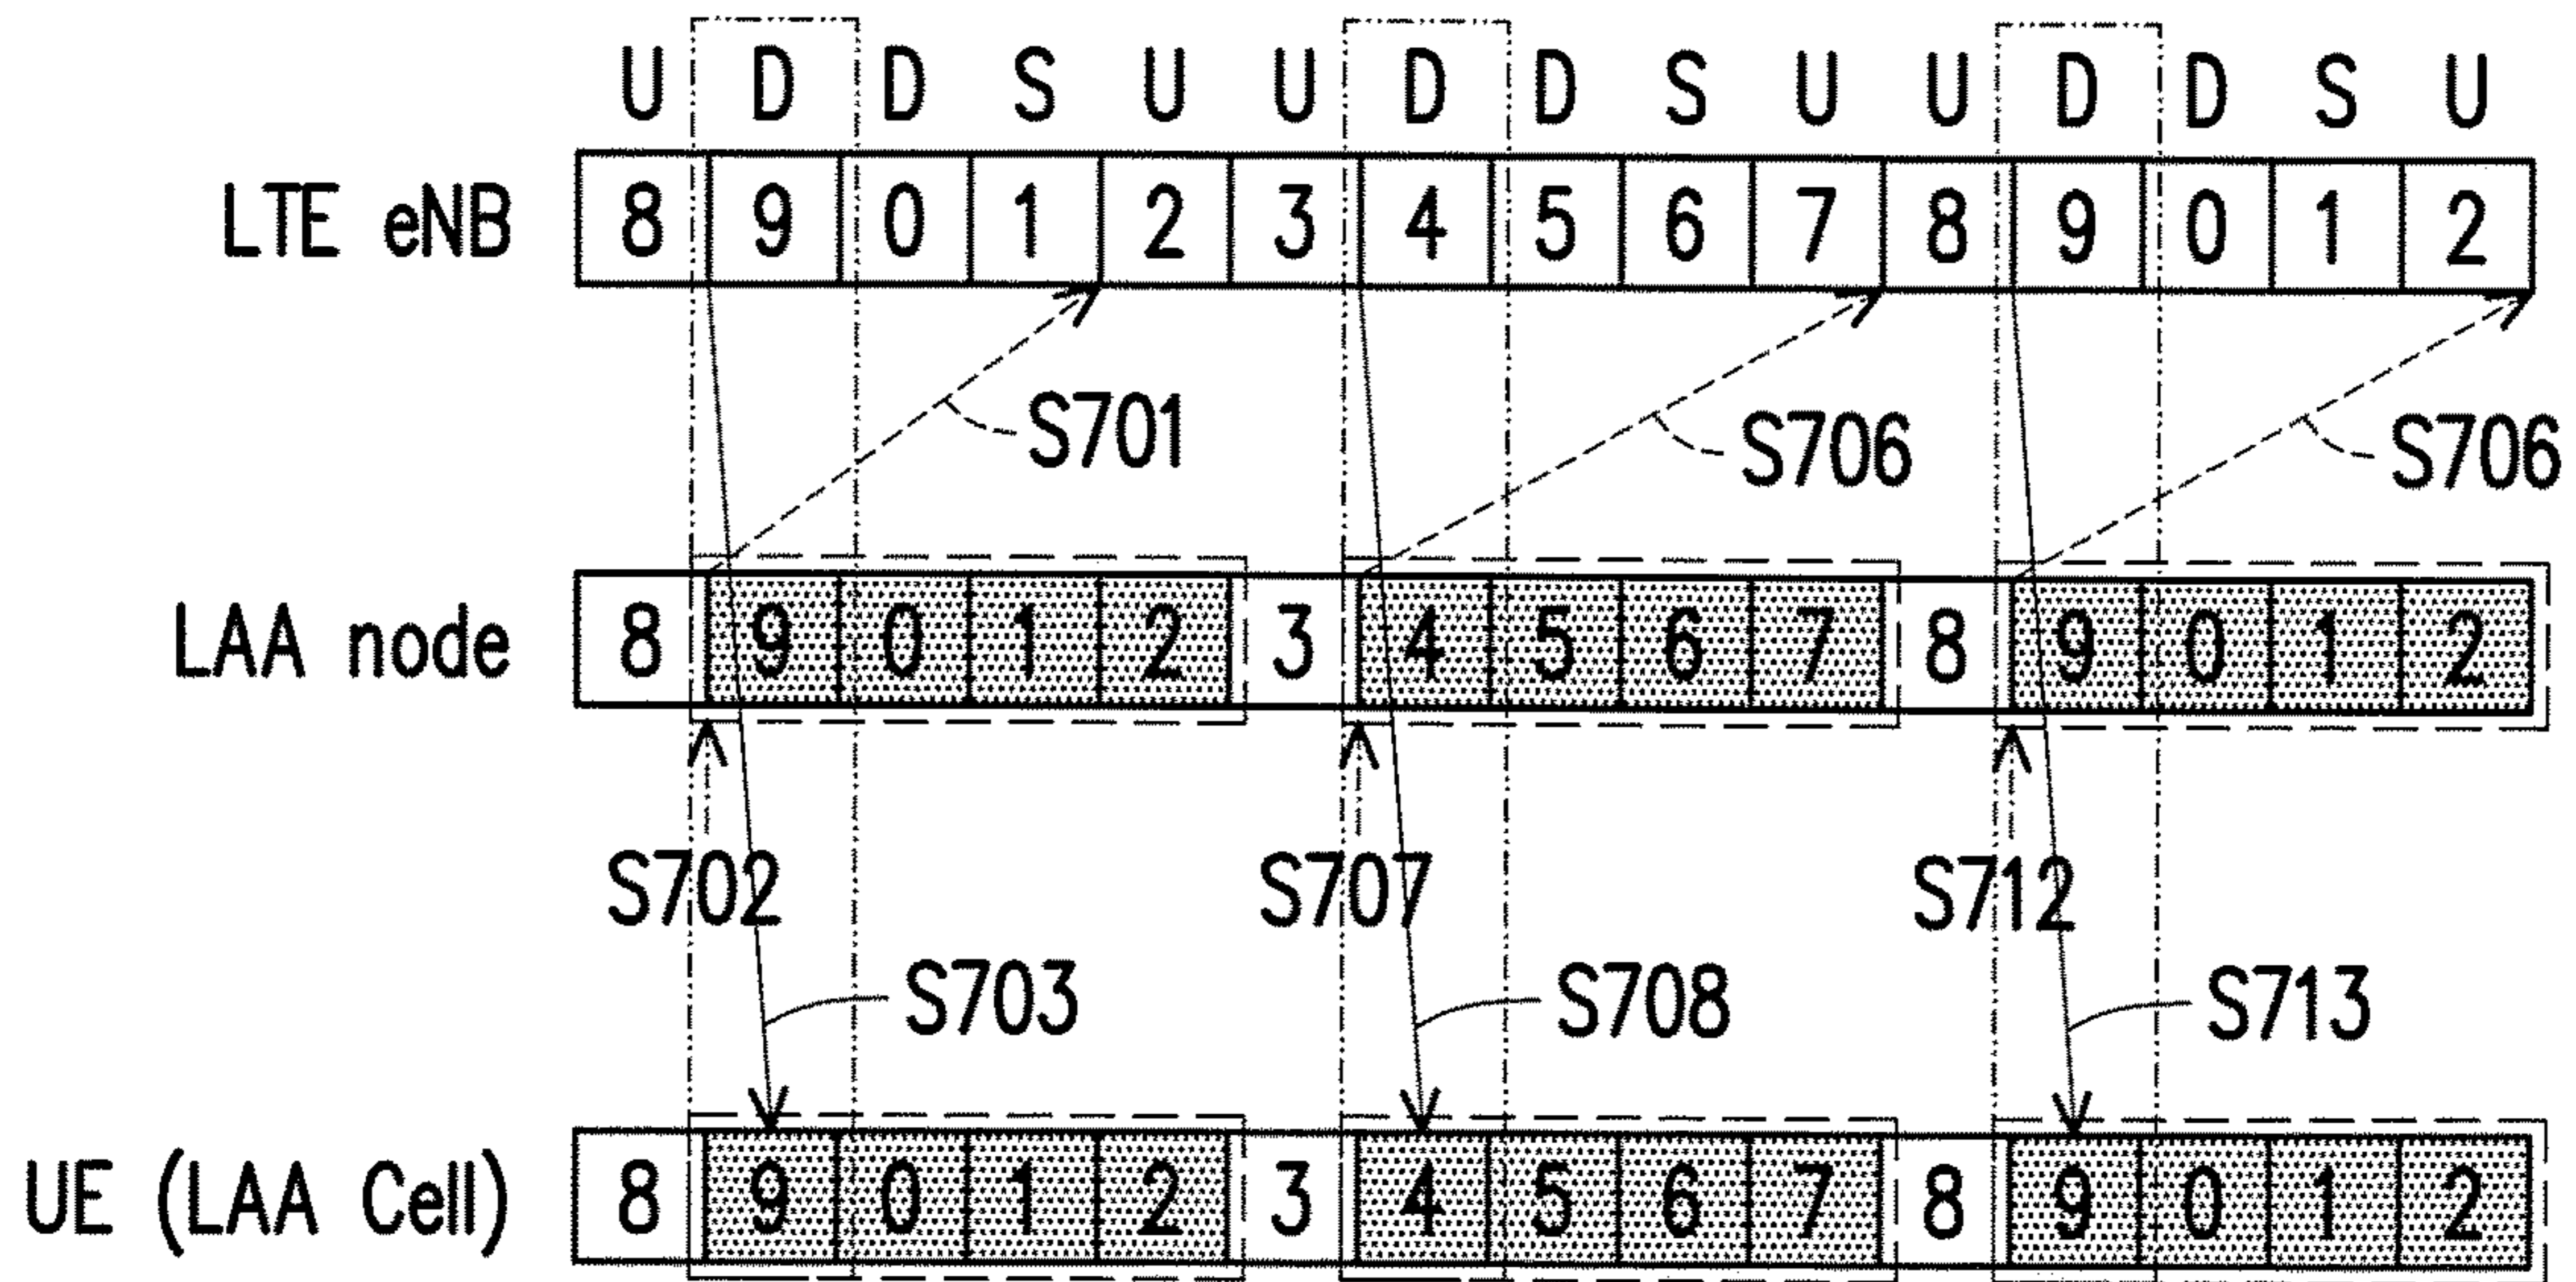 U D D S U U D D S U U D D S U
LTE eNB 8 9 0 1 2 3 4 5 6 7 8 9 0 1 2
S701 S706 S706
LAA node 8 9 0 1 2 3 4 5 6 7 8 9 0 1 2
S702 S707 S712
S703 S708 S713
UE (LAA Cell) 8 9 0 1 2 3 4 5 6 7 8 9 0 1 2